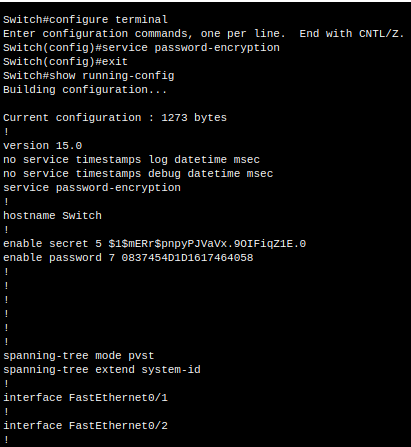 Switch#configure terminal
Enter configuration commands, one per line.  End with CNTL/Z.
Switch(config)#service password-encryption
Switch(config)#exit
Switch#show running-config
Building configuration...

Current configuration : 1273 bytes
!
version 15.0
no service timestamps log datetime msec
no service timestamps debug datetime msec
service password-encryption
!
hostname Switch
!
enable secret 5 $1$mERr$pnpyPJVaVx.9OIFiqZ1E.0
enable password 7 0837454D1D1617464058
!
!
!
!
!
!
spanning-tree mode pvst
spanning-tree extend system-id
!
interface FastEthernet0/1
!
interface FastEthernet0/2
!